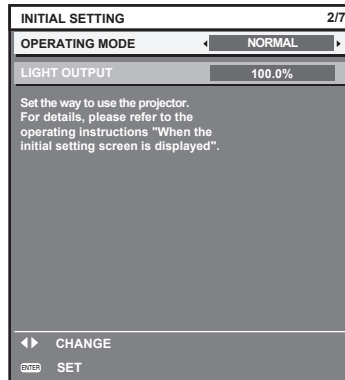 INITIAL SETTING 2/7
OPERATING MODE NORMAL
LIGHT OUTPUT 100.0%
Set the way to use the projector.
For details, please refer to the
operating instructions "When the
initial setting screen is displayed".
CHANGE
ENTER SET